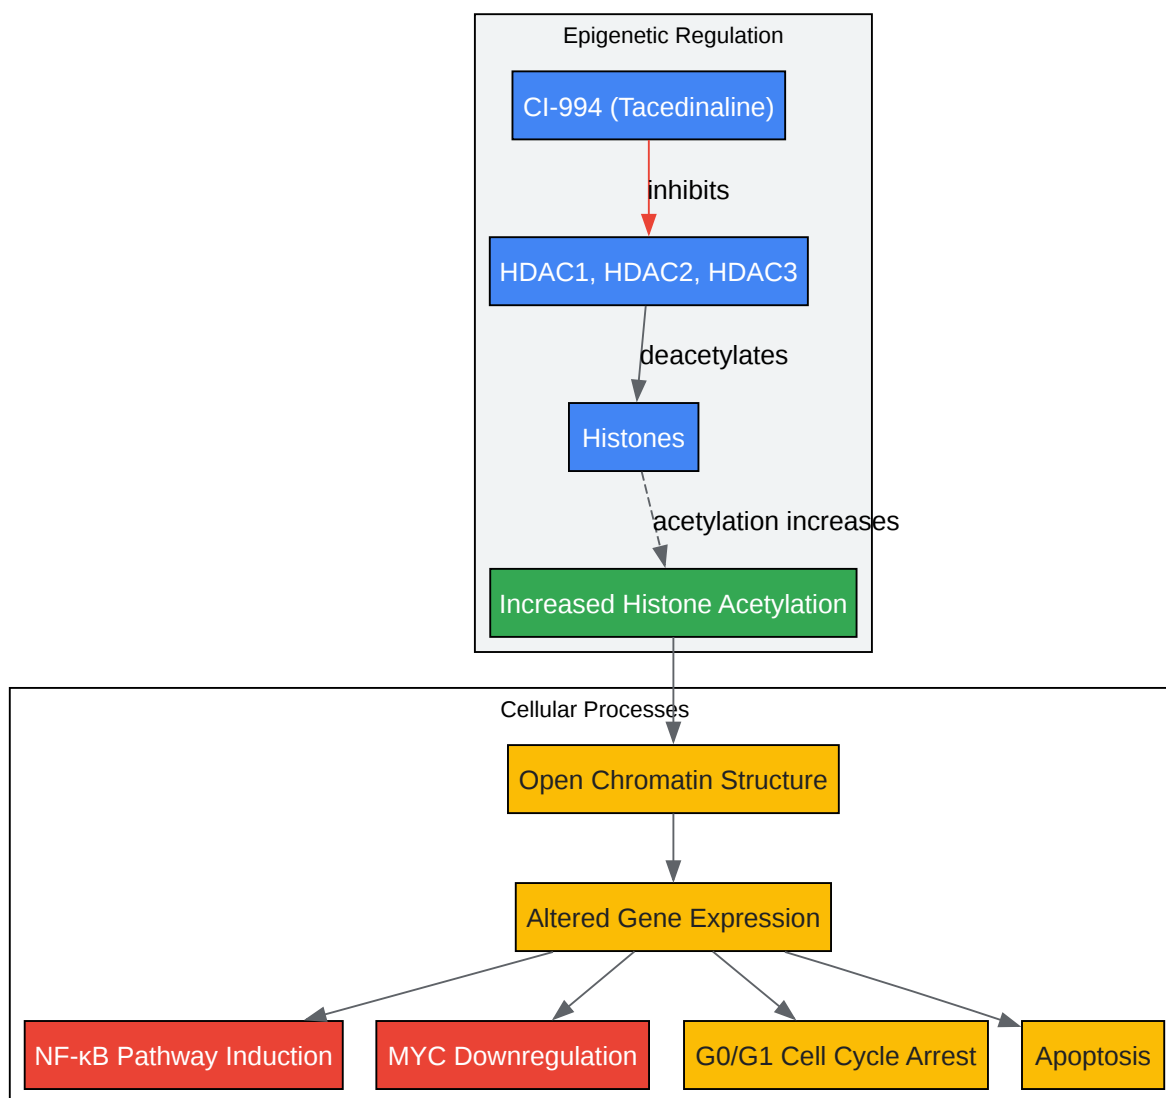 Epigenetic Regulation
CI-994 (Tacedinaline)
inhibits
HDAC1, HDAC2, HDAC3
deacetylates
Histones
acetylation increases
Increased Histone Acetylation
Cellular Processes
Open Chromatin Structure
Altered Gene Expression
NF-κB Pathway Induction
MYC Downregulation
G0/G1 Cell Cycle Arrest
Apoptosis